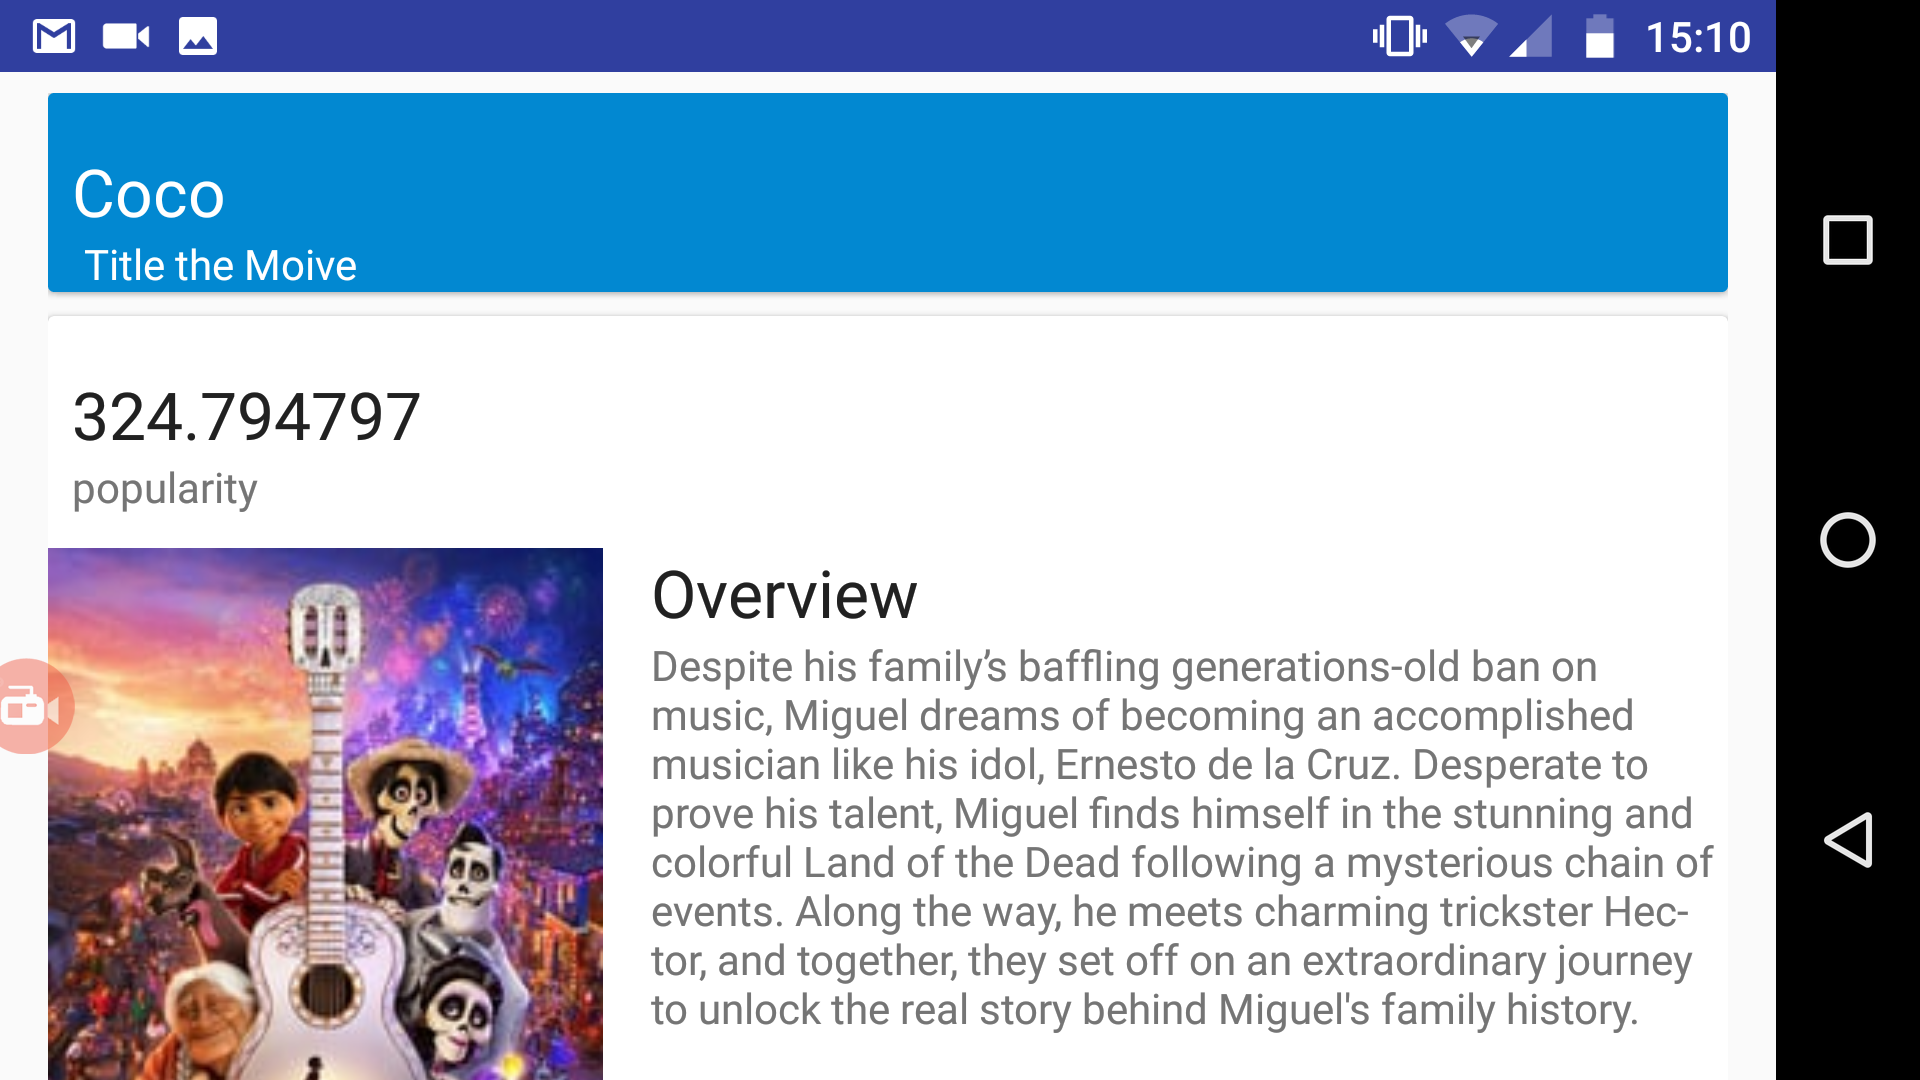 15:10
Coco
Title the Moive
324.794797
popularity
Overview
Despite his family’s baffling generations-old ban on
music, Miguel dreams of becoming an accomplished
musician like his idol, Ernesto de la Cruz. Desperate to
prove his talent, Miguel finds himself in the stunning and
colorful Land of the Dead following a mysterious chain of
events. Along the way, he meets charming trickster Hec-
tor, and together, they set off on an extraordinary journey
to unlock the real story behind Miguel's family history.